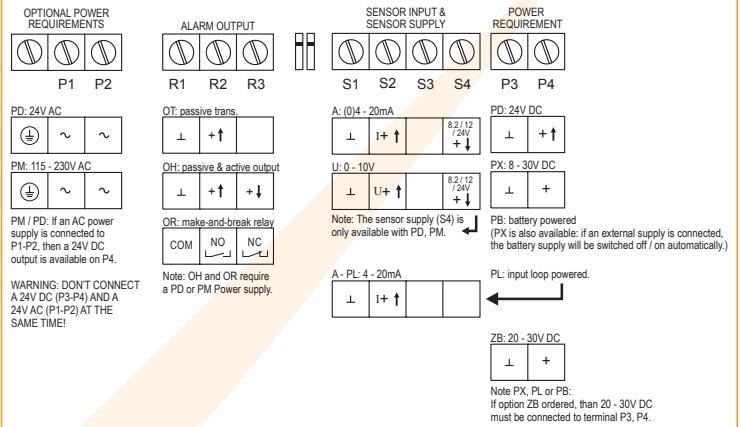 OPTIONAL POWER
REQUIREMENTS
P1 P2
PD: 24V AC
~ ~
PM: 115 - 230V AC
~ ~
PM / PD: If an AC power
supply is connected to
P1-P2, then a 24V DC
output is available on P4.
WARNING: DON'T CONNECT
A 24V DC (P3-P4) AND A
24V AC (P1-P2) AT THE
SAME TIME!
ALARM OUTPUT
R1 R2 R3
OT: passive trans.
⊥ +↑
OH: passive & active output
⊥ +↑ +↓
OR: make-and-break relay
COM NO NC
Note: OH and OR require
a PD or PM Power supply.
SENSOR INPUT &
SENSOR SUPPLY
S1 S2 S3 S4
A: (0)4 - 20mA
⊥ I+ ↑ 8.2 / 12
/ 24V
+ ↓
U: 0 - 10V
⊥ U+ ↑ 8.2 / 12
/ 24V
+ ↓
Note: The sensor supply (S4) is
only available with PD, PM.
A - PL: 4 - 20mA
⊥ I+ ↑
POWER
REQUIREMENT
P3 P4
PD: 24V DC
⊥ +↑
PX: 8 - 30V DC
⊥ +
PB: battery powered
(PX is also available: if an external supply is connected,
the battery supply will be switched off / on automatically.)
PL: input loop powered.
ZB: 20 - 30V DC
⊥ +
Note PX, PL or PB:
If option ZB ordered, than 20 - 30V DC
must be connected to terminal P3, P4.